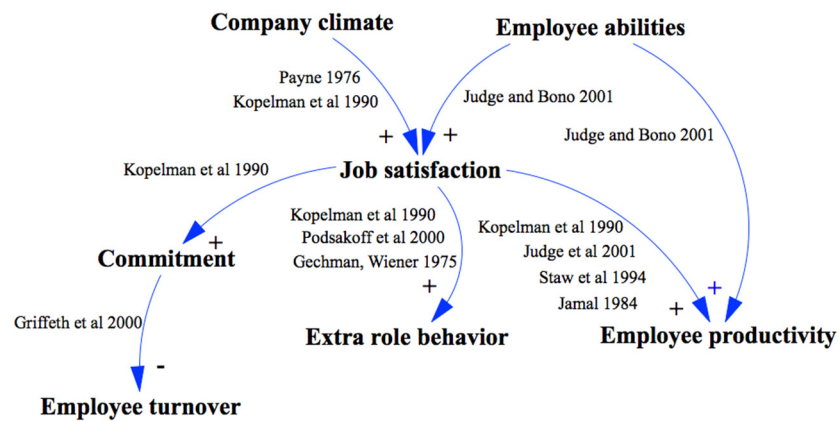 Company climate
Employee abilities
Payne 1976
Kopelman et al 1990
Judge and Bono 2001
Judge and Bono 2001
+
+
Job satisfaction
Kopelman et al 1990
Kopelman et al 1990
Podsakoff et al 2000
Gechman, Wiener 1975
+
Kopelman et al 1990
Judge et al 2001
Staw et al 1994
Jamal 1984
+
+
+
Commitment
Extra role behavior
Employee productivity
Griffeth et al 2000
-
Employee turnover